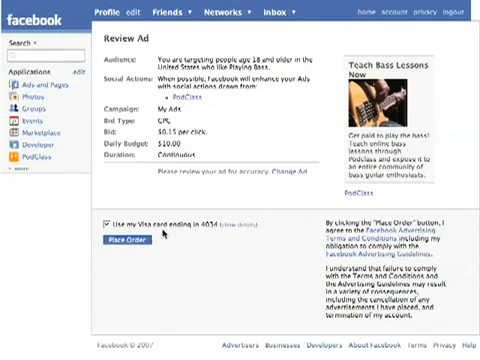 facebook
Profile edit Friends Networks Inbox home account privacy logout
Search
Applications edit
Ads and Pages
Photos
Groups
Events
Marketplace
Developer
PodClass
more
Review Ad
Audience: You are targeting people age 18 and older in the
United States who like Playing Bass.
Social Actions: When possible, Facebook will enhance your Ads
with social actions drawn from:
• PodClass
Campaign: My Ads
Bid Type: CPC
Bid: $0.15 per click.
Daily Budget: $10.00
Duration: Continuous
Please review your ad for accuracy. Change Ad
Teach Bass Lessons
Now
Get paid to play the bass!
Teach online bass
lessons through
Podclass and expose it to
an entire community of
bass guitar enthusiasts.
PodClass
Use my Visa card ending in 4034 (show details)
Place Order
By clicking the "Place Order" button, I
agree to the Facebook Advertising
Terms and Conditions including my
obligation to comply with the
Facebook Advertising Guidelines.
I understand that failure to comply
with the Terms and Conditions and
the Advertising Guidelines may result
in a variety of consequences,
including the cancellation of any
advertisements I have placed, and
termination of my account.
Facebook © 2007 Advertisers Businesses Developers About Facebook Terms Privacy Help